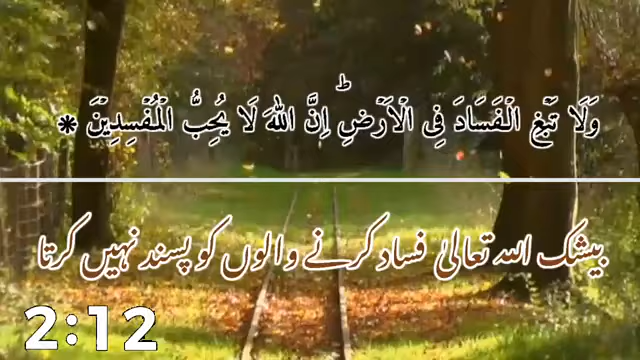 وَلَا تَبْغِ الْفَسَادَ فِی الْاَرْضِ ؕ اِنَّ اللّٰهَ لَا یُحِبُّ الْمُفْسِدِیْنَ *
بیشک اللہ تعالیٰ فساد کرنے والوں کو پسند نہیں کرتا
2:12